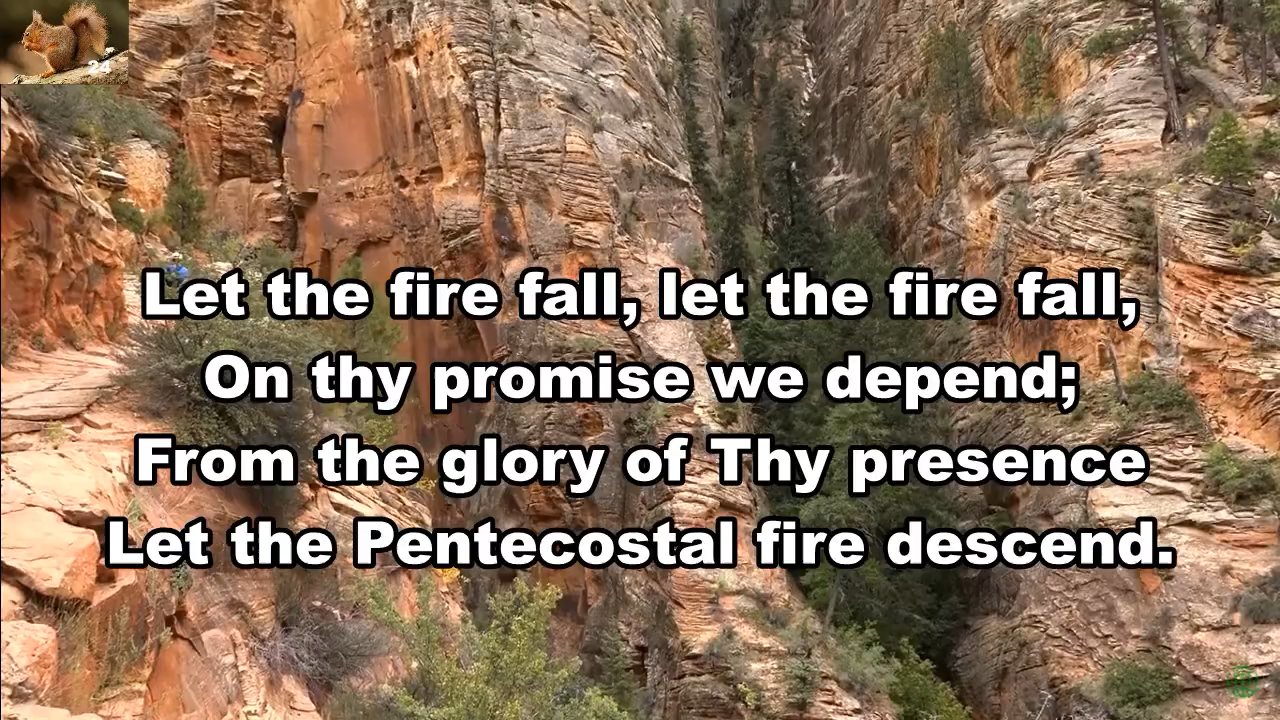 24
Let the fire fall, let the fire fall,
On thy promise we depend;
From the glory of Thy presence
Let the Pentecostal fire descend.